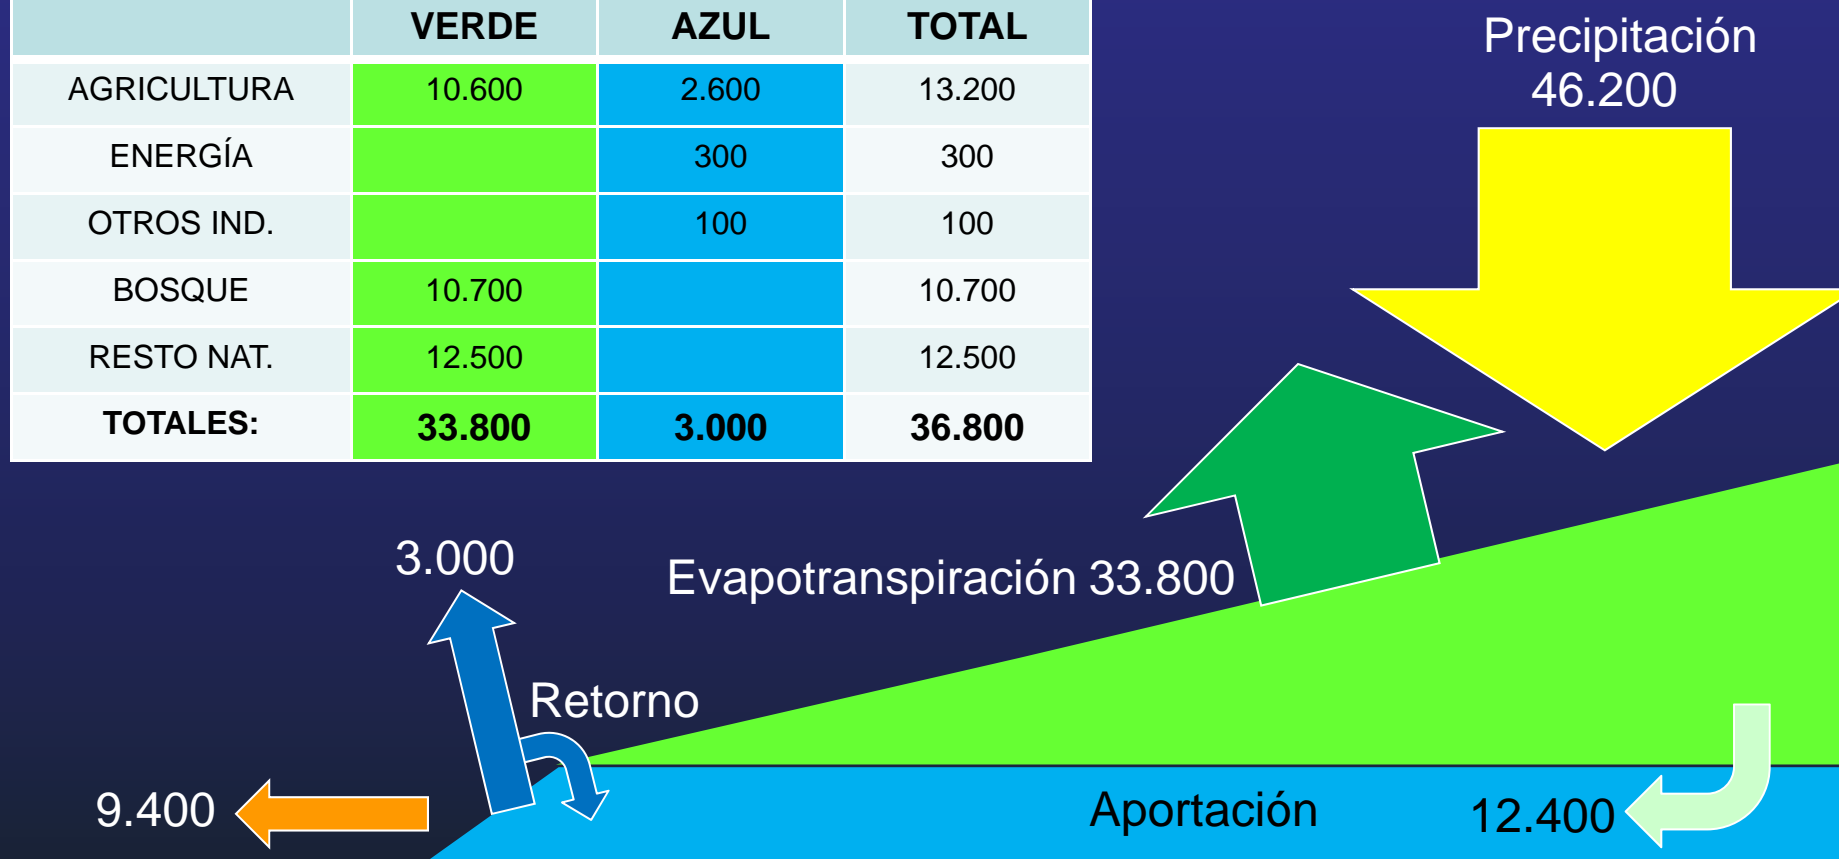 VERDE AZUL TOTAL
AGRICULTURA 10.600 2.600 13.200
ENERGÍA 300 300
OTROS IND. 100 100
BOSQUE 10.700 10.700
RESTO NAT. 12.500 12.500
TOTALES: 33.800 3.000 36.800
Precipitación
46.200
3.000
Evapotranspiración 33.800
Retorno
9.400
Aportación
12.400